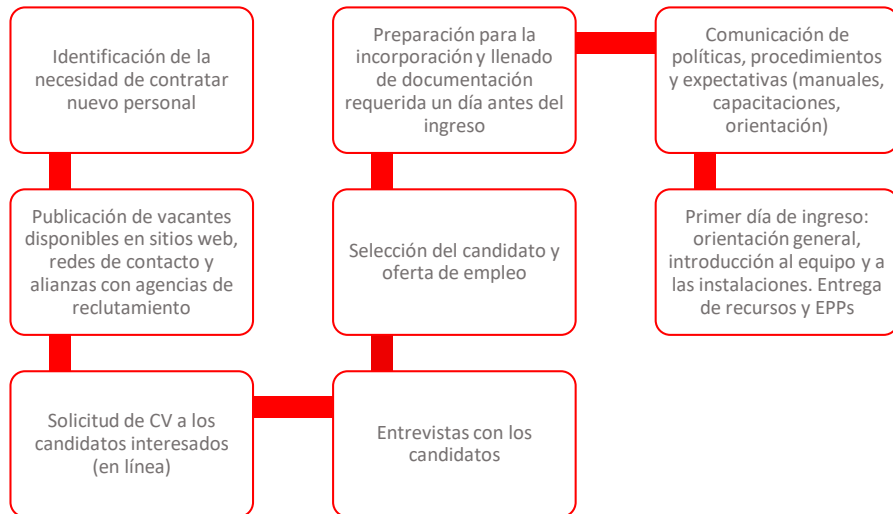 Identificación de la
necesidad de contratar
nuevo personal
Publicación de vacantes
disponibles en sitios web,
redes de contacto y
alianzas con agencias de
reclutamiento
Solicitud de CV a los
candidatos interesados
(en línea)
Entrevistas con los
candidatos
Selección del candidato y
oferta de empleo
Preparación para la
incorporación y llenado
de documentación
requerida un día antes del
ingreso
Comunicación de
políticas, procedimientos
y expectativas (manuales,
capacitaciones,
orientación)
Primer día de ingreso:
orientación general,
introducción al equipo y a
las instalaciones. Entrega
de recursos y EPPs